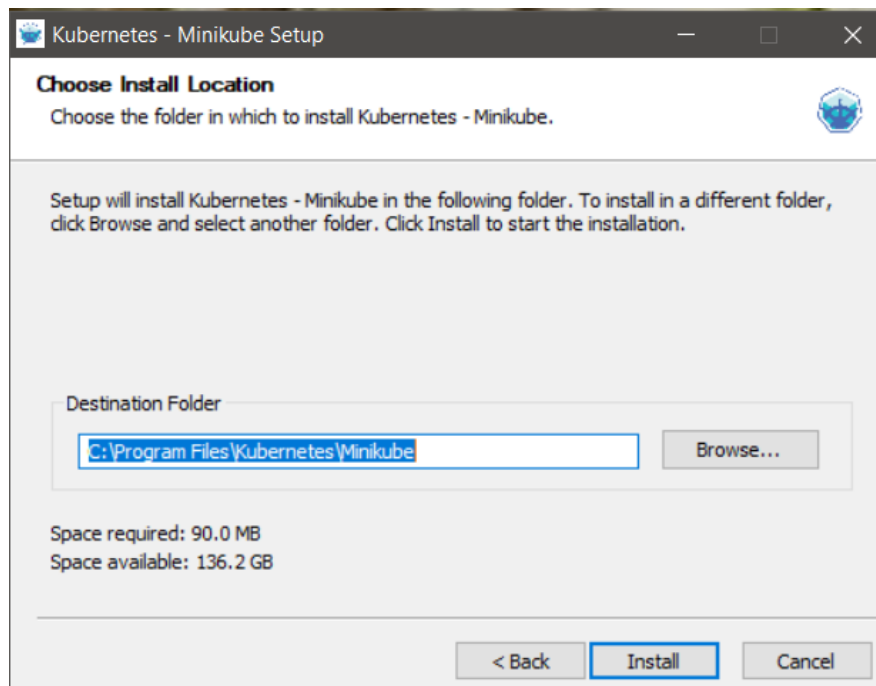 Kubernetes - Minikube Setup
Choose Install Location
Choose the folder in which to install Kubernetes - Minikube.
Setup will install Kubernetes - Minikube in the following folder. To install in a different folder,
click Browse and select another folder. Click Install to start the installation.
Destination Folder
C:\Program Files\Kubernetes\Minikube
Browse...
Space required: 90.0 MB
Space available: 136.2 GB
< Back
Install
Cancel